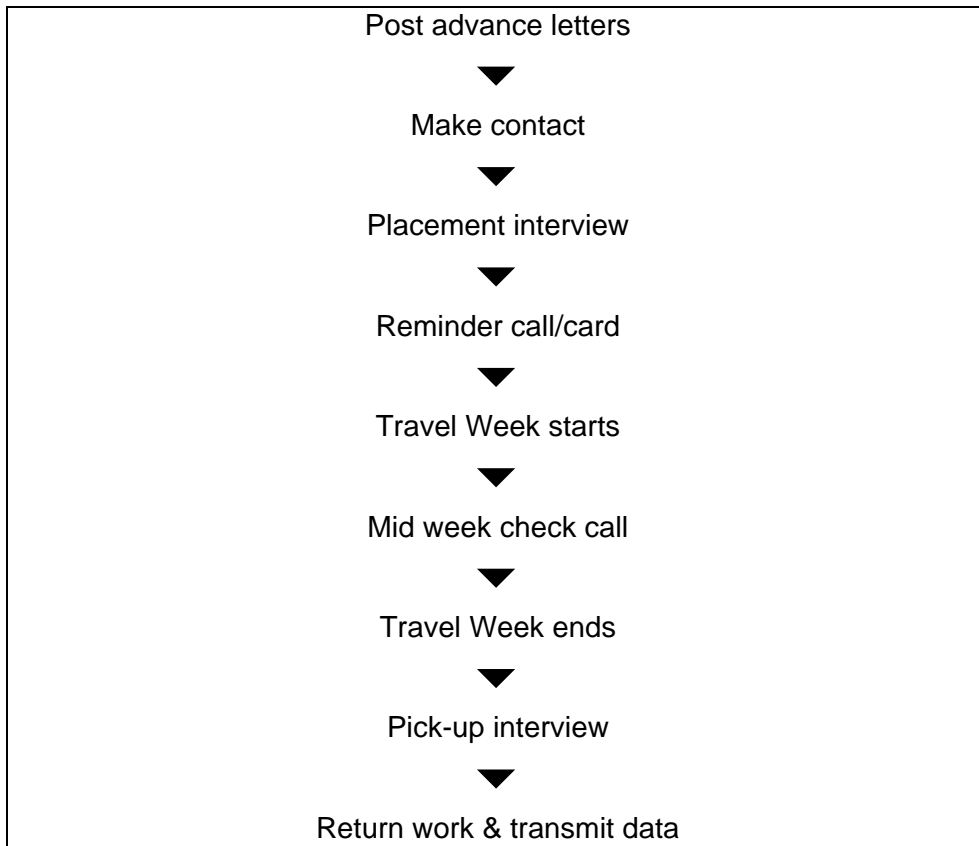 Post advance letters
Make contact
Placement interview
Reminder call/card
Travel Week starts
Mid week check call
Travel Week ends
Pick-up interview
Return work & transmit data